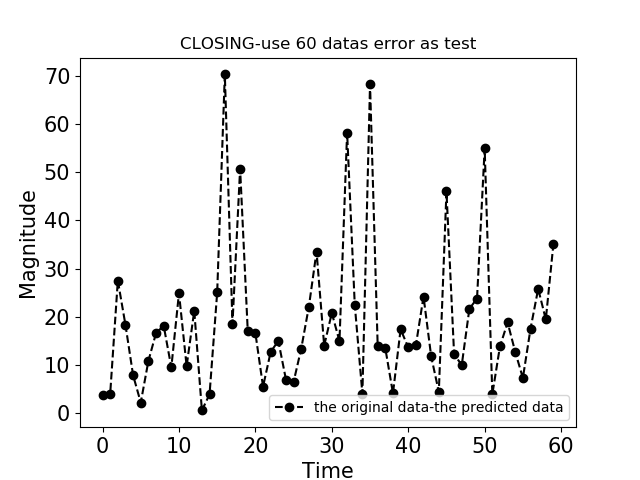 CLOSING-use 60 datas error as test
70
60
50
40
30
20
10
0
Magnitude
the original data-the predicted data
0 10 20 30 40 50 60
Time